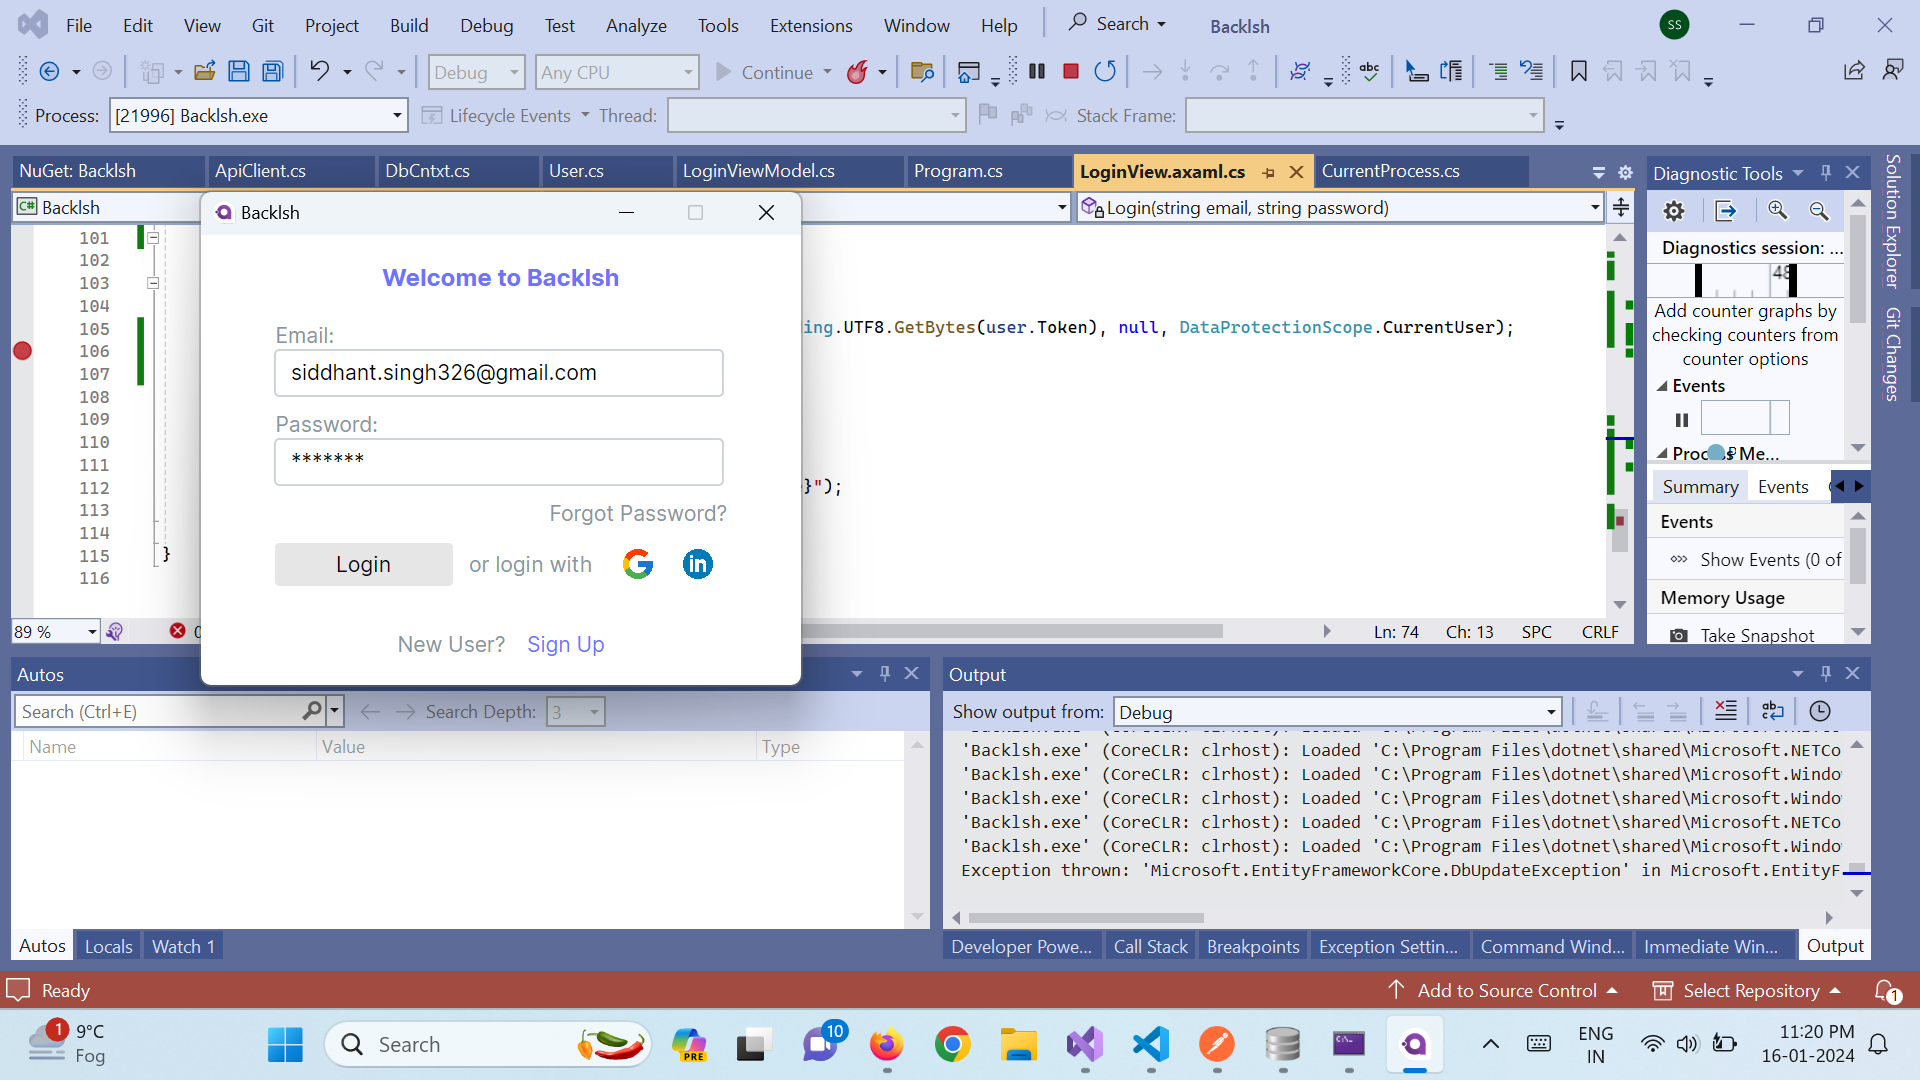 File Edit View Git Project Build Debug Test Analyze Tools Extensions Window Help Search Backlsh SS
Debug Any CPU Continue abc
Process: [21996] Backlsh.exe Lifecycle Events Thread: Stack Frame:
NuGet: Backlsh ApiClient.cs DbCntxt.cs User.cs LoginViewModel.cs Program.cs LoginView.axaml.cs CurrentProcess.cs
C# Backlsh
Login(string email, string password)
101
102
103
104
105
106
107
108
109
110
111
112
113
114
115 }
116
ing.UTF8.GetBytes(user.Token), null, DataProtectionScope.CurrentUser);
}");
89 %
Ln: 74 Ch: 13 SPC CRLF
Backlsh
Welcome to Backlsh
Email:
siddhant.singh326@gmail.com
Password:
*******
Forgot Password?
Login or login with
in
New User? Sign Up
Diagnostic Tools
Diagnostics session: ...
48
Add counter graphs by
checking counters from
counter options
Events
Process Me...
Summary Events
Events
Show Events (0 of
Memory Usage
Take Snapshot
Solution Explorer
Git Changes
Autos
Search (Ctrl+E) Search Depth: 3
Name Value Type
Autos Locals Watch 1
Output
Show output from: Debug
'Backlsh.exe' (CoreCLR: clrhost): Loaded 'C:\Program Files\dotnet\shared\Microsoft.NETCo
'Backlsh.exe' (CoreCLR: clrhost): Loaded 'C:\Program Files\dotnet\shared\Microsoft.Windo
'Backlsh.exe' (CoreCLR: clrhost): Loaded 'C:\Program Files\dotnet\shared\Microsoft.Windo
'Backlsh.exe' (CoreCLR: clrhost): Loaded 'C:\Program Files\dotnet\shared\Microsoft.NETCo
'Backlsh.exe' (CoreCLR: clrhost): Loaded 'C:\Program Files\dotnet\shared\Microsoft.Windo
Exception thrown: 'Microsoft.EntityFrameworkCore.DbUpdateException' in Microsoft.EntityF
Developer Powe... Call Stack Breakpoints Exception Settin... Command Wind... Immediate Win... Output
Ready
Add to Source Control Select Repository 1
1 9°C
Fog
Search
PRE
10
ENG
IN
11:20 PM
16-01-2024